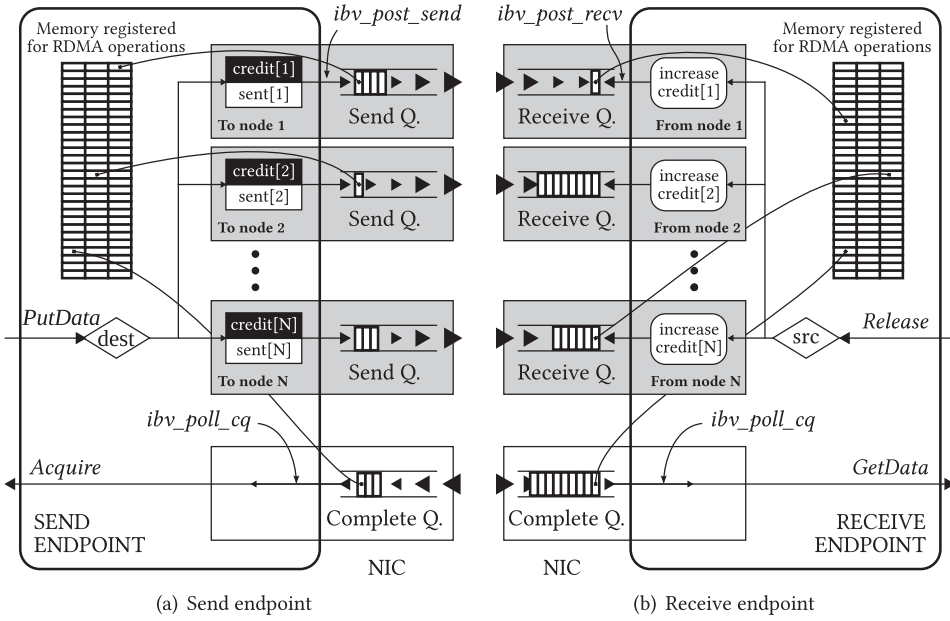 ibv_post_send
Memory registered
for RDMA operations
credit[1]
sent[1]
To node 1
Send Q.
credit[2]
sent[2]
To node 2
Send Q.
PutData
dest
credit[N]
sent[N]
To node N
Send Q.
ibv_poll_cq
Acquire
Complete Q.
SEND
ENDPOINT
NIC
(a) Send endpoint
ibv_post_recv
Memory registered
for RDMA operations
increase
credit[1]
Receive Q.
From node 1
increase
credit[2]
Receive Q.
From node 2
increase
credit[N]
Receive Q.
From node N
src
Release
ibv_poll_cq
GetData
Complete Q.
RECEIVE
ENDPOINT
NIC
(b) Receive endpoint